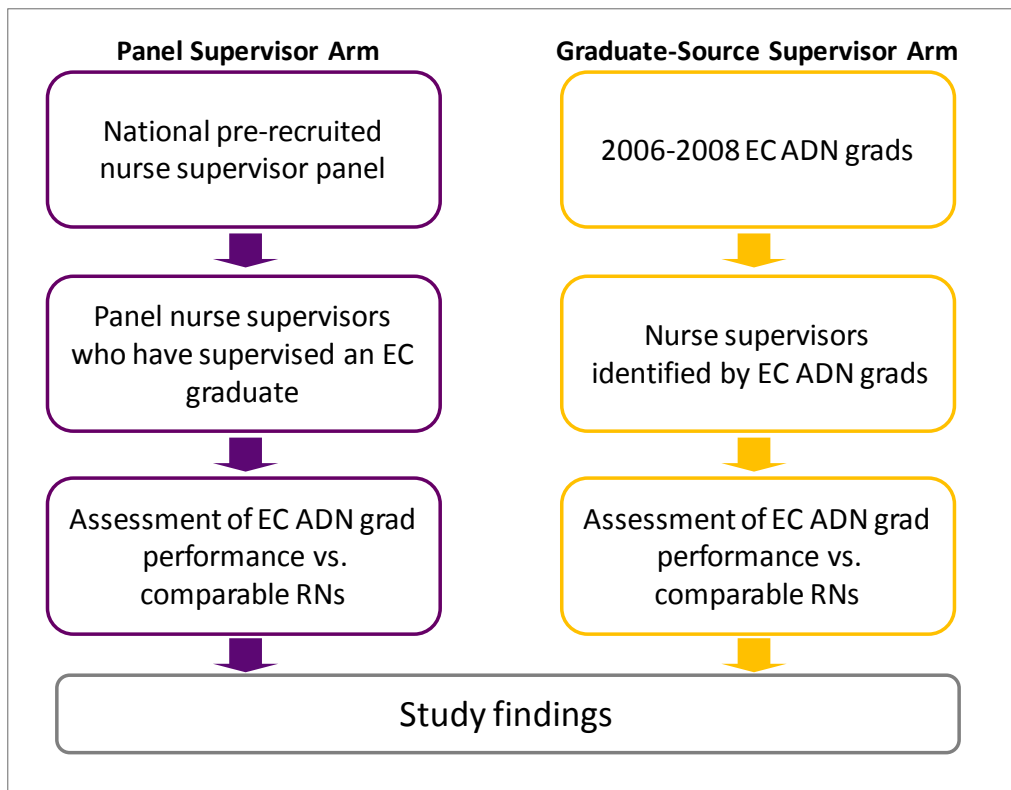 Panel Supervisor Arm
National pre-recruited
nurse supervisor panel
Panel nurse supervisors
who have supervised an EC
graduate
Assessment of EC ADN grad
performance vs.
comparable RNs
Graduate-Source Supervisor Arm
2006-2008 EC ADN grads
Nurse supervisors
identified by EC ADN grads
Assessment of EC ADN grad
performance vs.
comparable RNs
Study findings